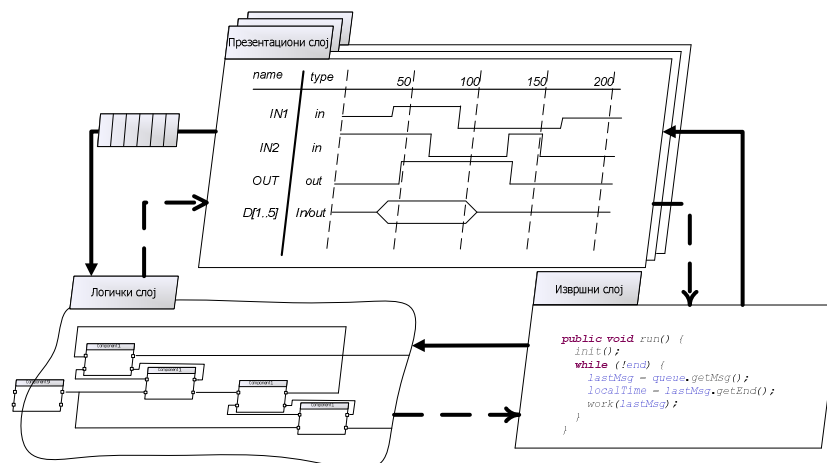 Презентациони слој
name type 50 100 150 200
IN1 in
IN2 in
OUT out
D[1..5] In/out
Логички слој
Извршни слој
public void run() {
init();
while (!end) {
lastMsg = queue.getMsg();
localTime = lastMsg.getEnd();
work(lastMsg);
}
}